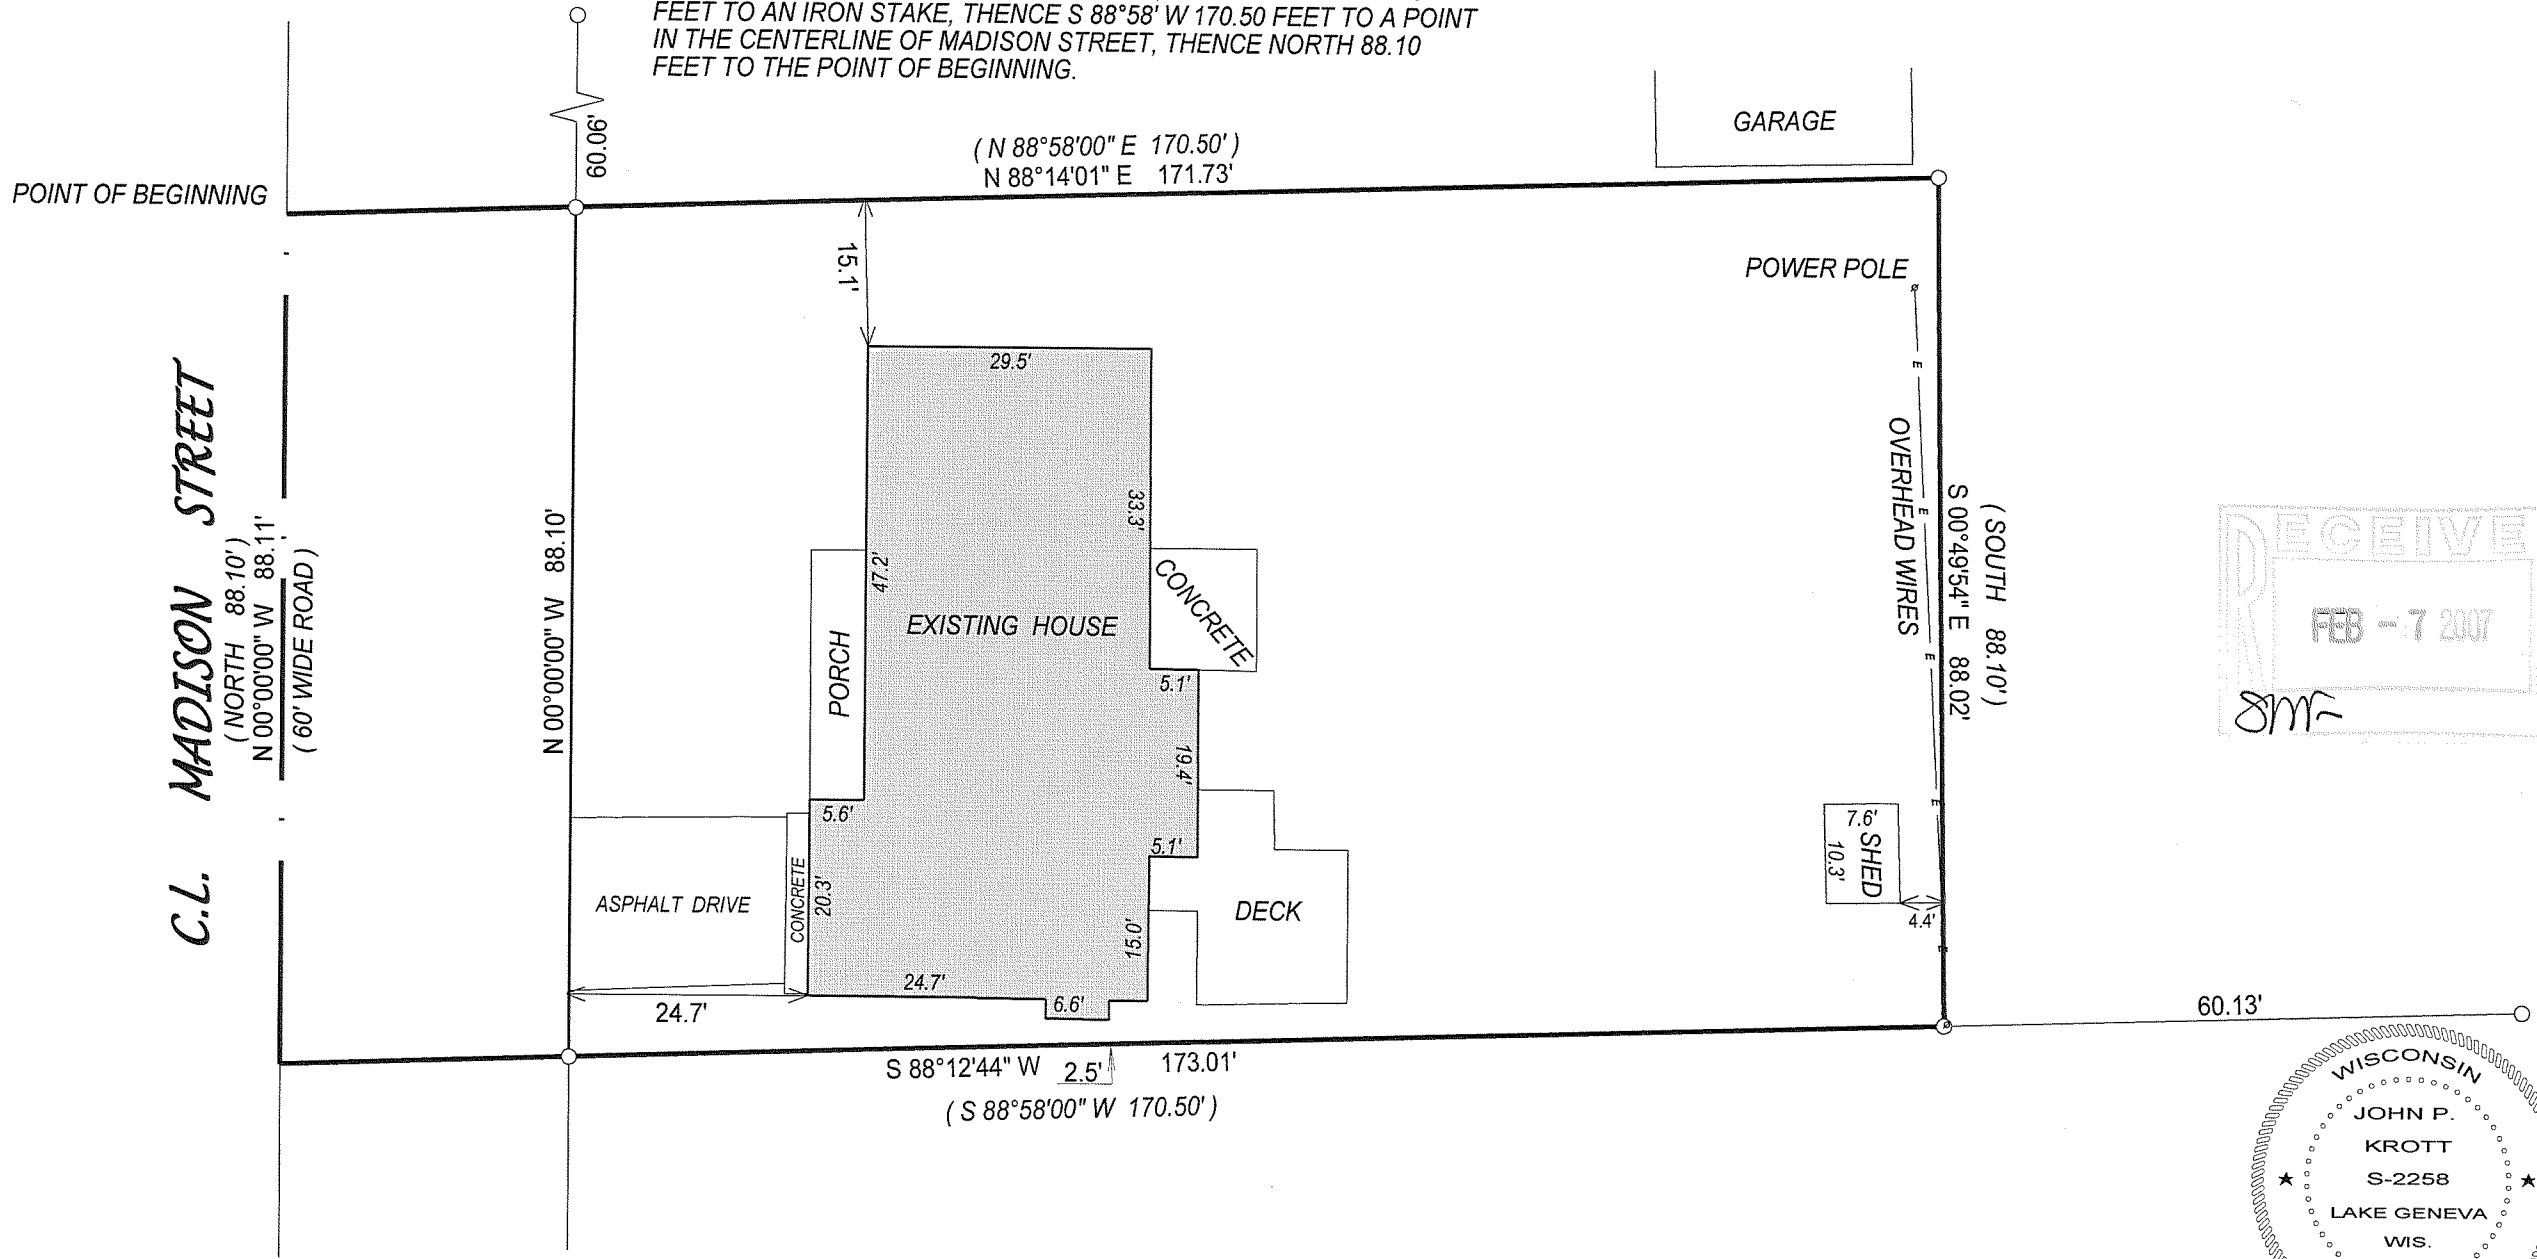 FEET TO AN IRON STAKE, THENCE S 88°58' W 170.50 FEET TO A POINT
IN THE CENTERLINE OF MADISON STREET, THENCE NORTH 88.10
FEET TO THE POINT OF BEGINNING.
60.06'
GARAGE
( N 88°58'00" E 170.50' )
N 88°14'01" E 171.73'
POINT OF BEGINNING
15.1'
POWER POLE
E
E
E
E
E
OVERHEAD WIRES
29.5'
33.3'
47.2'
CONCRETE
EXISTING HOUSE
PORCH
5.1'
19.4'
5.6'
5.1'
20.3'
CONCRETE
ASPHALT DRIVE
15.0'
DECK
24.7'
6.6'
24.7'
7.6'
SHED
10.3'
4.4'
C.L. MADISON STREET
( NORTH 88.10' )
N 00°00'00" W 88.11'
( 60' WIDE ROAD )
N 00°00'00" W 88.10'
( SOUTH 88.10' )
S 00°49'54" E 88.02'
60.13'
S 88°12'44" W 173.01'
2.5'
( S 88°58'00" W 170.50' )
RECEIVE
FEB - 7 2007
WISCONSIN
JOHN P.
KROTT
S-2258
LAKE GENEVA
WIS.